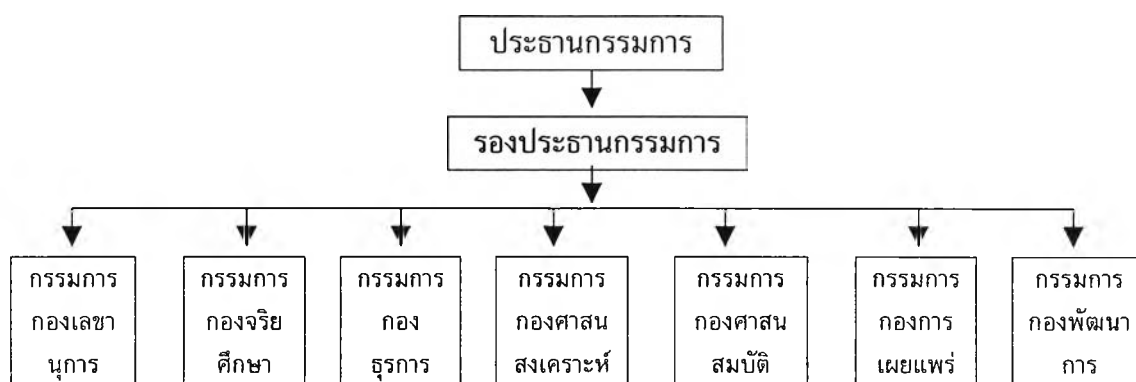 ประธานกรรมการ
รองประธานกรรมการ
กรรมการ
กองเลขา
นุการ
กรรมการ
กองจริย
ศึกษา
กรรมการ
กอง
ธุรการ
กรรมการ
กองศาสน
สงเคราะห์
กรรมการ
กองศาสน
สมบัติ
กรรมการ
กองการ
เผยแพร่
กรรมการ
กองพัฒนา
การ